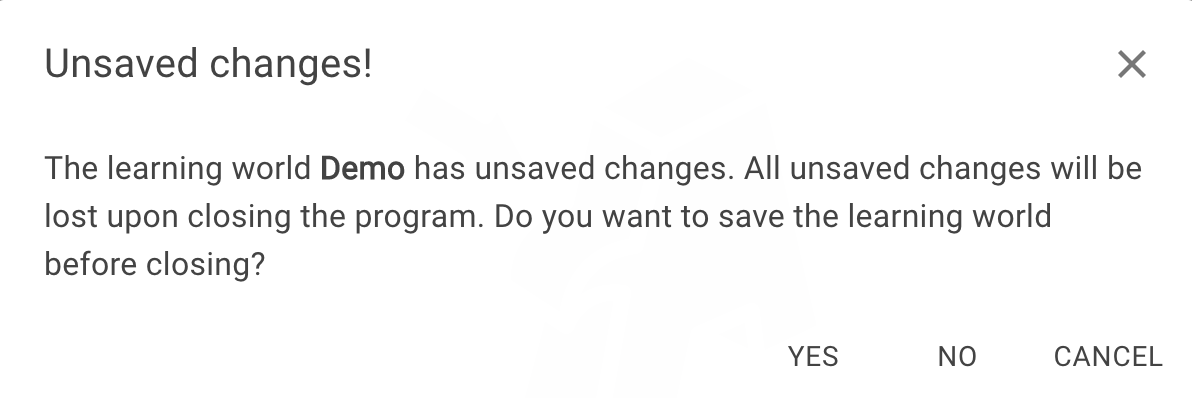 Unsaved changes!
The learning world Demo has unsaved changes. All unsaved changes will be
lost upon closing the program. Do you want to save the learning world
before closing?
YES NO CANCEL